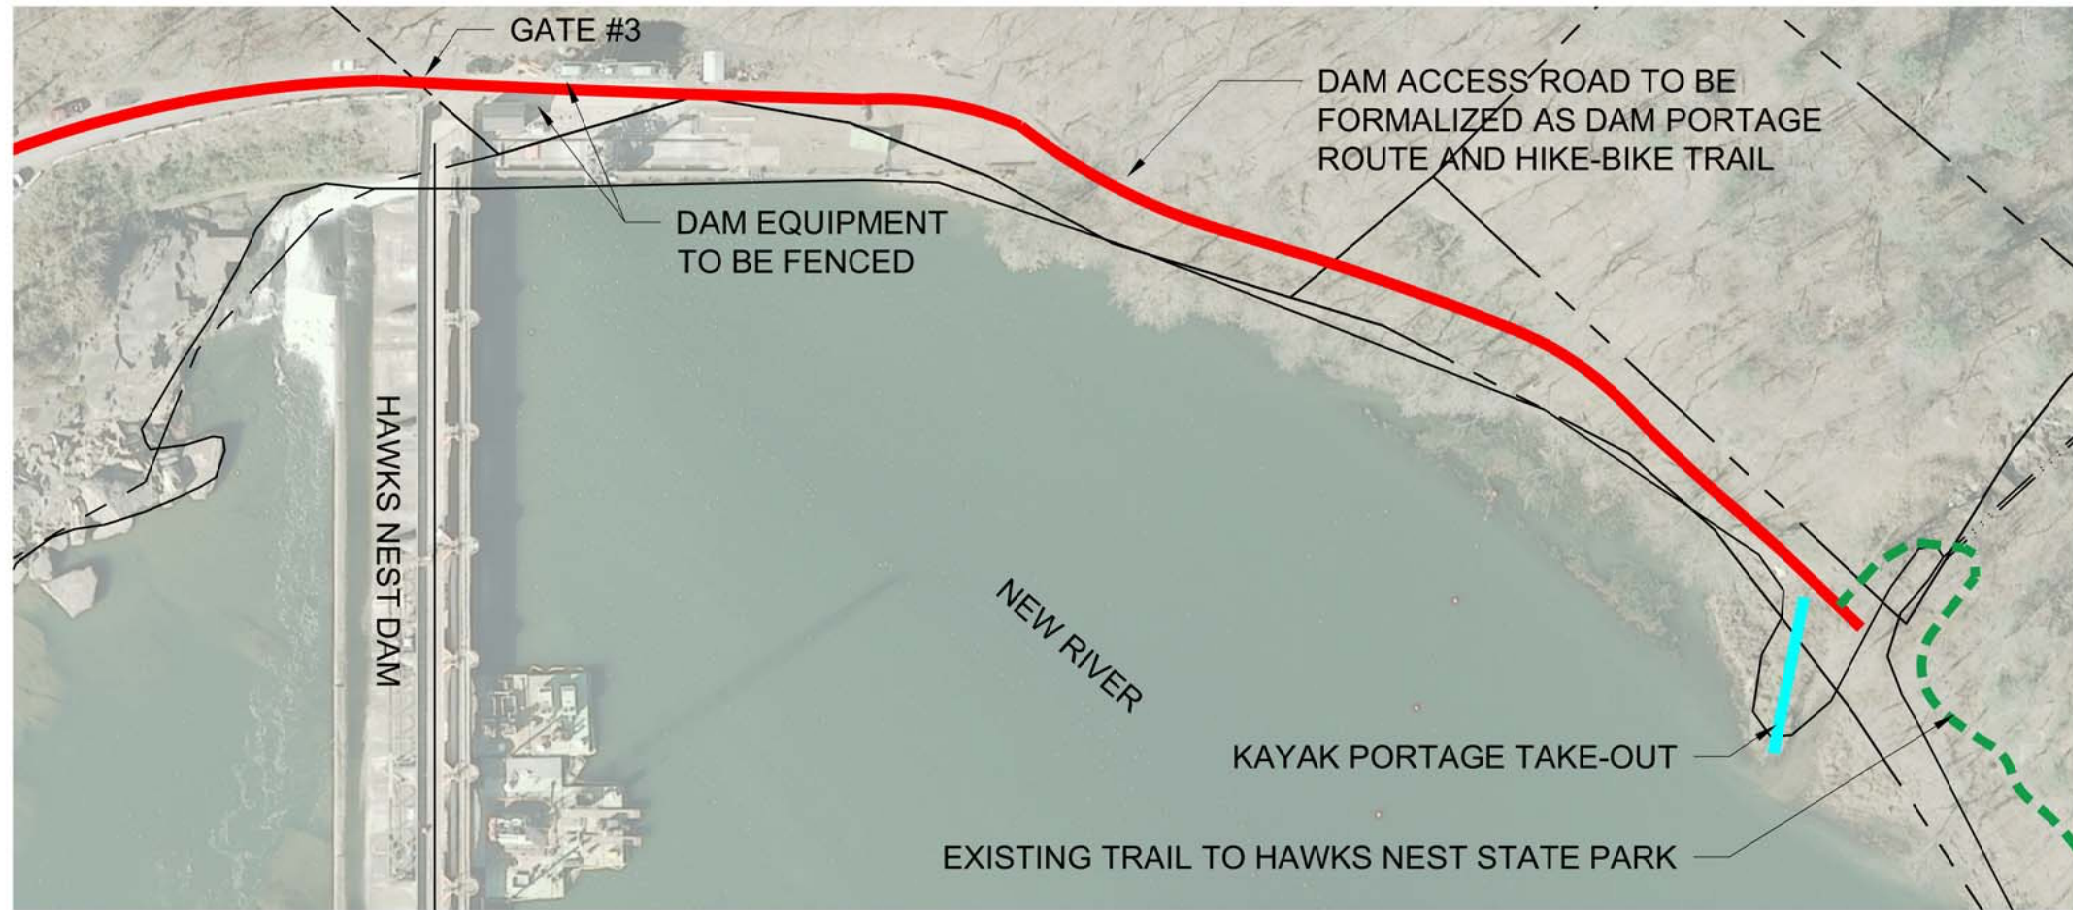 GATE #3
DAM ACCESS ROAD TO BE
FORMALIZED AS DAM PORTAGE
ROUTE AND HIKE-BIKE TRAIL
DAM EQUIPMENT
TO BE FENCED
HAWKS NEST DAM
NEW RIVER
KAYAK PORTAGE TAKE-OUT
EXISTING TRAIL TO HAWKS NEST STATE PARK